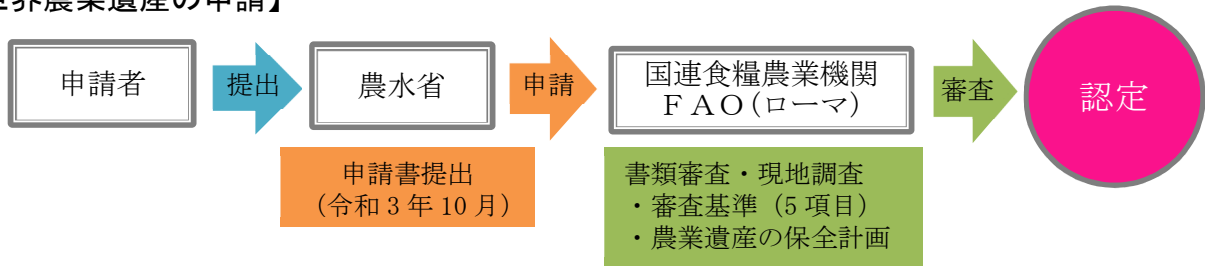 界農業遺産の申請】
申請者
提出
農水省
申請
国連食糧農業機関
ＦＡＯ(ローマ)
審査
認定
申請書提出
（令和 3 年 10 月）
書類審査・現地調査
・審査基準（5 項目）
・農業遺産の保全計画